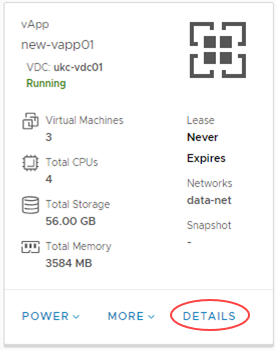 vApp
new-vapp01
VDC: ukc-vdc01
Running
Virtual Machines
3
Total CPUs
4
Total Storage
56.00 GB
Total Memory
3584 MB
Lease
Never
Expires
Networks
data-net
Snapshot
-
POWER MORE DETAILS